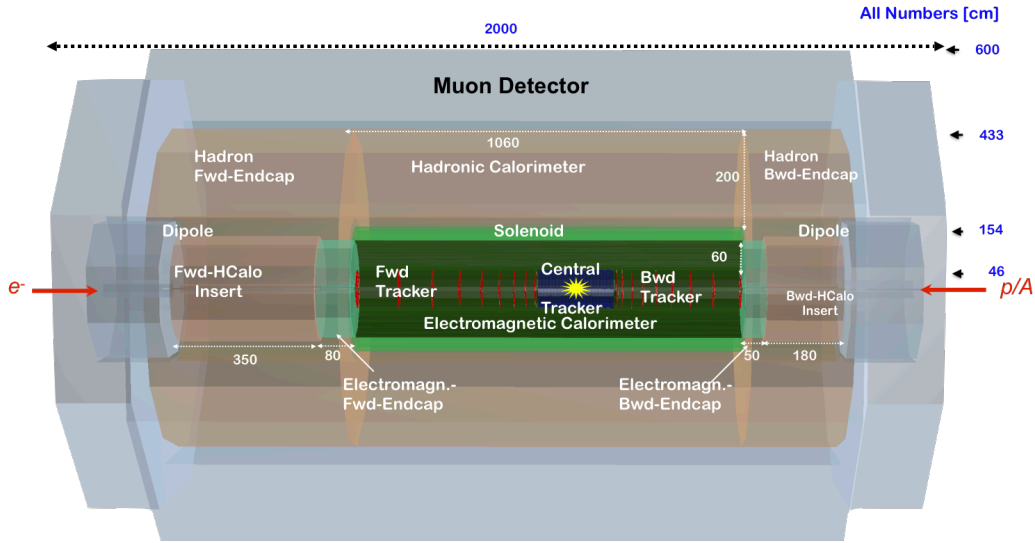 All Numbers [cm]
2000
600
Muon Detector
433
1060
Hadron
Fwd-Endcap
Hadronic Calorimeter
Hadron
Bwd-Endcap
200
Dipole
Solenoid
Dipole
154
60
Fwd-HCalo
Insert
Fwd
Tracker
Central
Tracker
Bwd
Tracker
46
e-
p/A
Bwd-HCalo
Insert
Electromagnetic Calorimeter
350
80
50
180
Electromagn.-
Fwd-Endcap
Electromagn.-
Bwd-Endcap